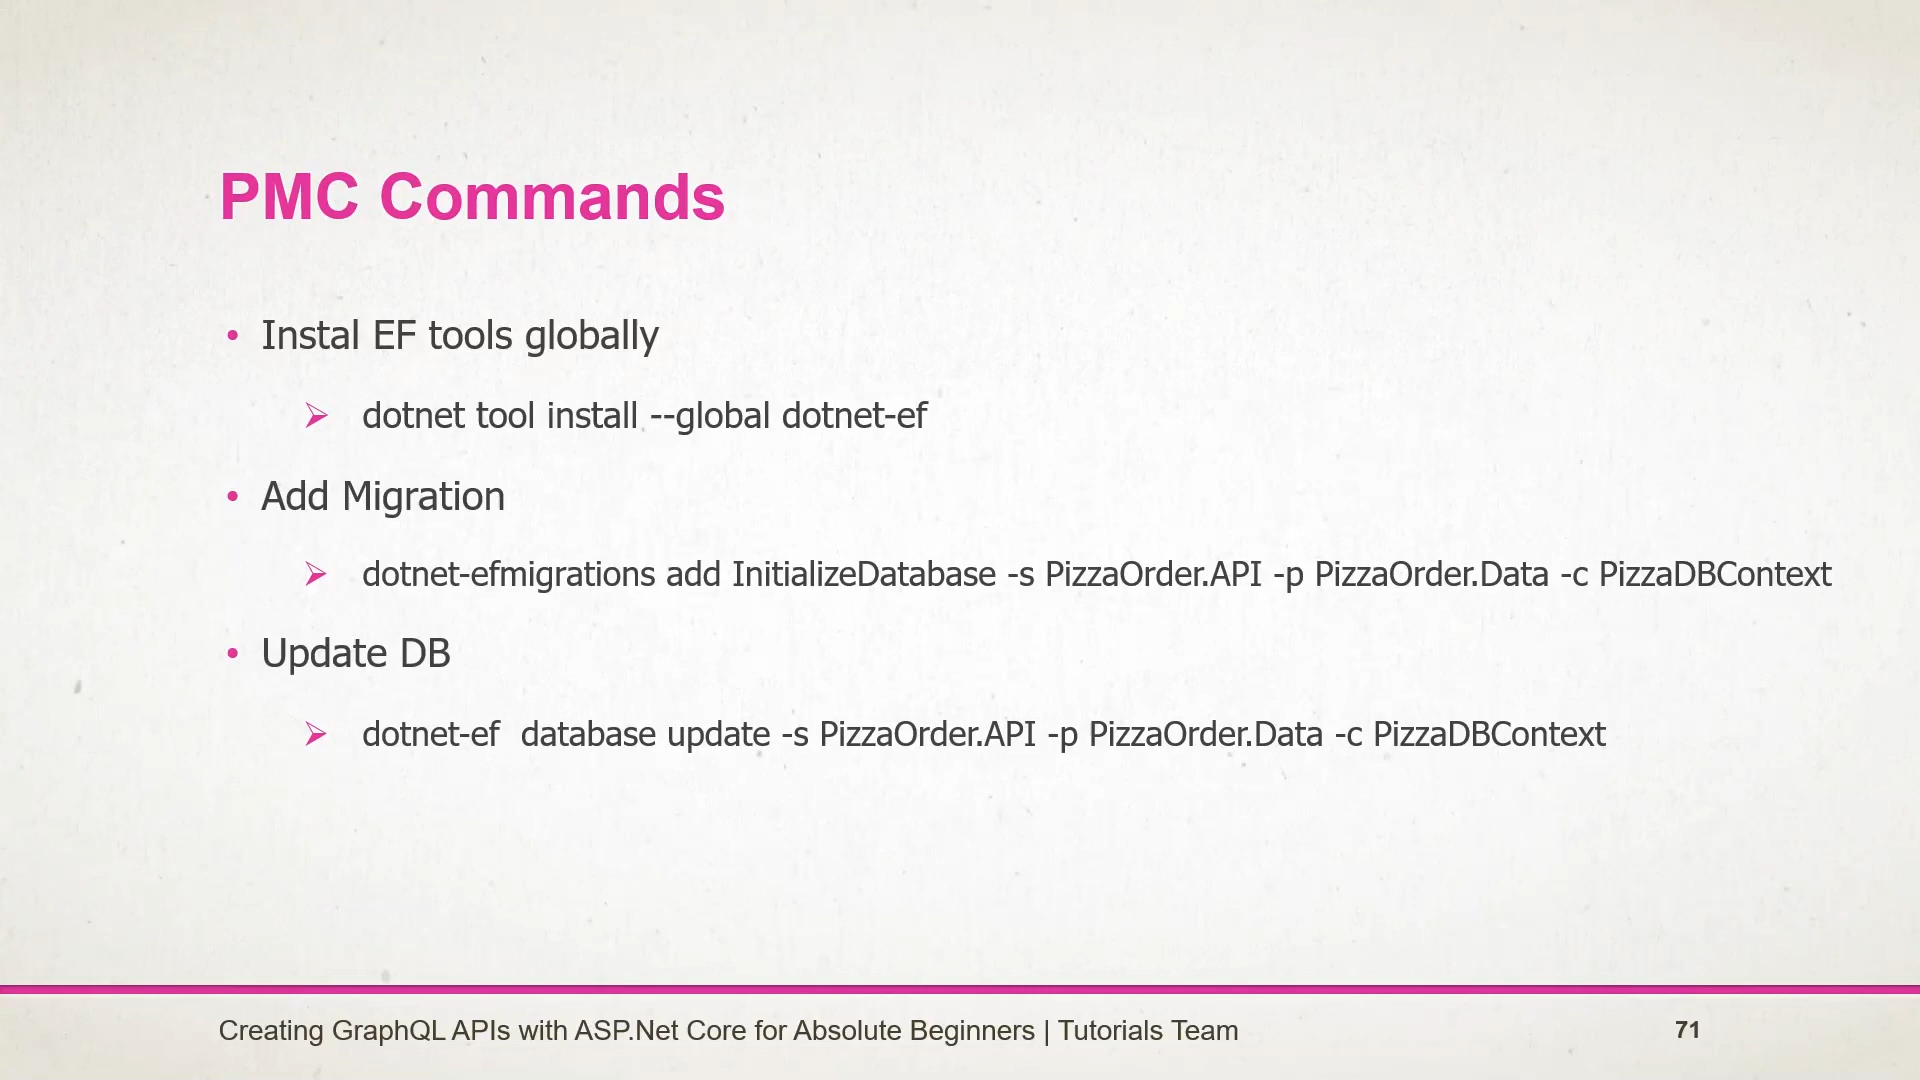 PMC Commands
• Instal EF tools globally
➢ dotnet tool install --global dotnet-ef
• Add Migration
➢ dotnet-efmigrations add InitializeDatabase -s PizzaOrder.API -p PizzaOrder.Data -c PizzaDBContext
• Update DB
➢ dotnet-ef  database update -s PizzaOrder.API -p PizzaOrder.Data -c PizzaDBContext
Creating GraphQL APIs with ASP.Net Core for Absolute Beginners | Tutorials Team
71